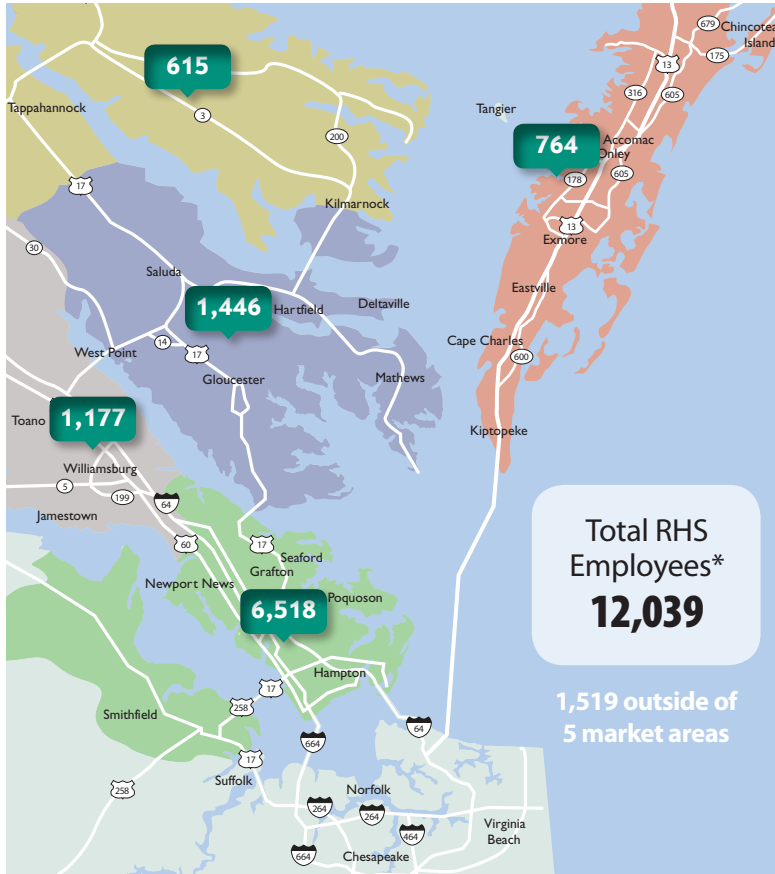 679
Chincotea
Island
13
175
615
316
605
Tappahannock
3
Tangier
200
764
Accomac
Onley
605
178
17
Kilmarnock
13
Exmore
30
Saluda
Eastville
1,446
Hartfield
Deltaville
14
17
West Point
Cape Charles
600
Gloucester
Mathews
Toano
1,177
Kiptopeke
Williamsburg
5
199
64
Jamestown
60
17
Seaford
Grafton
Newport News
Poquoson
6,518
Hampton
17
258
Smithfield
664
64
17
Suffolk
258
Norfolk
264
264
464
Virginia
Beach
664
Chesapeake
Total RHS
Employees*
12,039
1,519 outside of
5 market areas